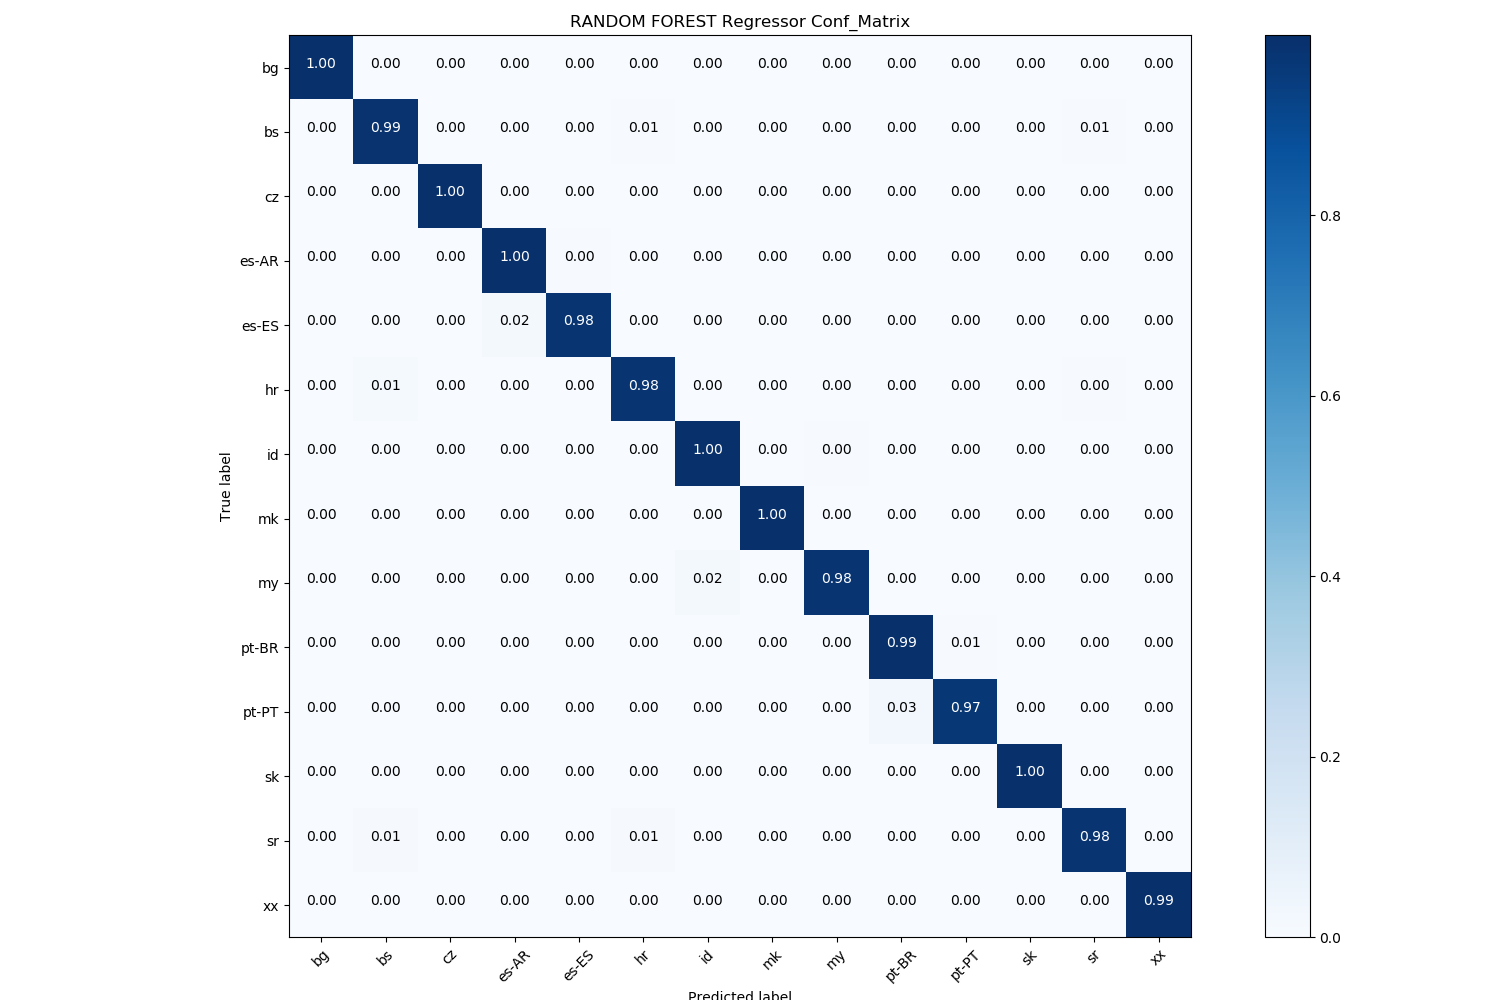 RANDOM FOREST Regressor Conf_Matrix
bg 1.00 0.00 0.00 0.00 0.00 0.00 0.00 0.00 0.00 0.00 0.00 0.00 0.00 0.00
bs 0.00 0.99 0.00 0.00 0.00 0.01 0.00 0.00 0.00 0.00 0.00 0.00 0.01 0.00
cz 0.00 0.00 1.00 0.00 0.00 0.00 0.00 0.00 0.00 0.00 0.00 0.00 0.00 0.00
0.8
es-AR 0.00 0.00 0.00 1.00 0.00 0.00 0.00 0.00 0.00 0.00 0.00 0.00 0.00 0.00
es-ES 0.00 0.00 0.00 0.02 0.98 0.00 0.00 0.00 0.00 0.00 0.00 0.00 0.00 0.00
hr 0.00 0.01 0.00 0.00 0.00 0.98 0.00 0.00 0.00 0.00 0.00 0.00 0.00 0.00
0.6
id 0.00 0.00 0.00 0.00 0.00 0.00 1.00 0.00 0.00 0.00 0.00 0.00 0.00 0.00
True label
mk 0.00 0.00 0.00 0.00 0.00 0.00 0.00 1.00 0.00 0.00 0.00 0.00 0.00 0.00
my 0.00 0.00 0.00 0.00 0.00 0.00 0.02 0.00 0.98 0.00 0.00 0.00 0.00 0.00
0.4
pt-BR 0.00 0.00 0.00 0.00 0.00 0.00 0.00 0.00 0.00 0.99 0.01 0.00 0.00 0.00
pt-PT 0.00 0.00 0.00 0.00 0.00 0.00 0.00 0.00 0.00 0.03 0.97 0.00 0.00 0.00
0.2
sk 0.00 0.00 0.00 0.00 0.00 0.00 0.00 0.00 0.00 0.00 0.00 1.00 0.00 0.00
sr 0.00 0.01 0.00 0.00 0.00 0.01 0.00 0.00 0.00 0.00 0.00 0.00 0.98 0.00
xx 0.00 0.00 0.00 0.00 0.00 0.00 0.00 0.00 0.00 0.00 0.00 0.00 0.00 0.99
0.0
bg bs cz es-AR es-ES hr id mk my pt-BR pt-PT sk sr xx
Predicted label